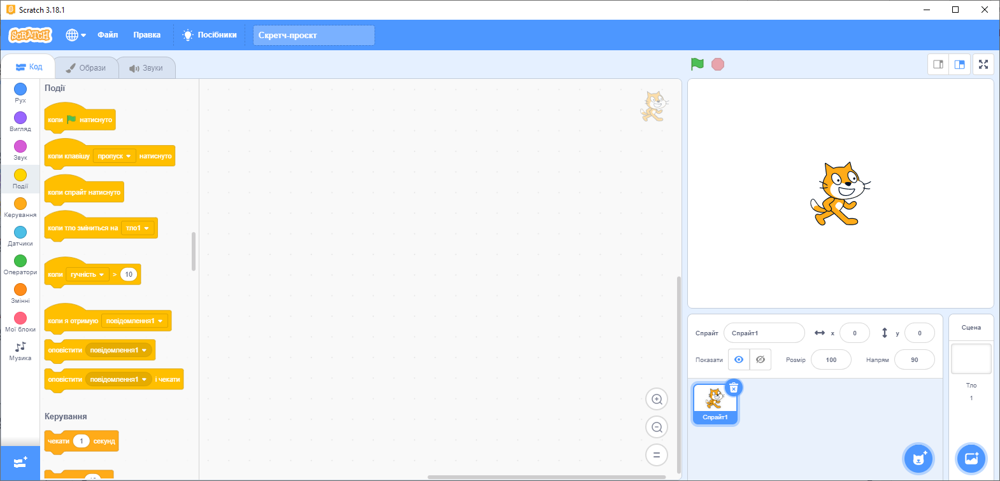 Scratch 3.18.1
SCRATCH
Файл
Правка
Посібники
Скретч-проєкт
Код
Образи
Звуки
Рух
Вигляд
Звук
Події
Керування
Датчики
Оператори
Змінні
Мої блоки
Музика
Події
коли натиснуто
коли клавішу пропуск натиснуто
коли спрайт натиснуто
коли тло зміниться на тло1
коли гучність > 10
коли я отримую повідомлення1
оповістити повідомлення1
оповістити повідомлення1 і чекати
Керування
чекати 1 секунд
Спрайт Спрайт1 x 0 y 0
Показати Розмір 100 Напрям 90
Спрайт1
Сцена
Тло
1